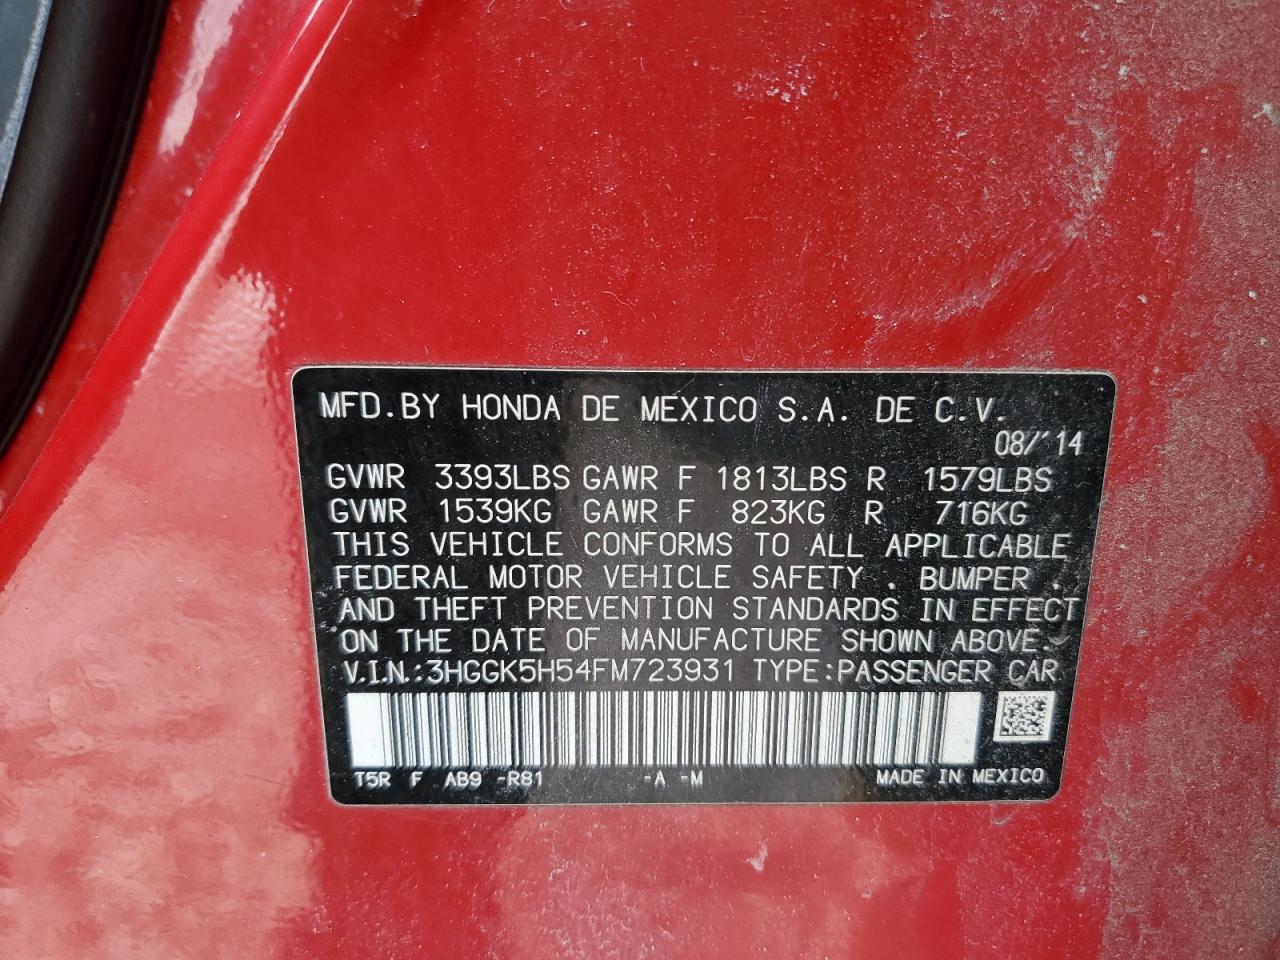 MFD.BY HONDA DE MEXICO S.A. DE C.V.
08/'14
GVWR 3393LBS GAWR F 1813LBS R 1579LBS
GVWR 1539KG GAWR F 823KG R 716KG
THIS VEHICLE CONFORMS TO ALL APPLICABLE
FEDERAL MOTOR VEHICLE SAFETY . BUMPER .
AND THEFT PREVENTION STANDARDS IN EFFECT
ON THE DATE OF MANUFACTURE SHOWN ABOVE.
V.I.N.:3HGGK5H54FM723931 TYPE:PASSENGER CAR
T5R F AB9 -R81 -A -M MADE IN MEXICO